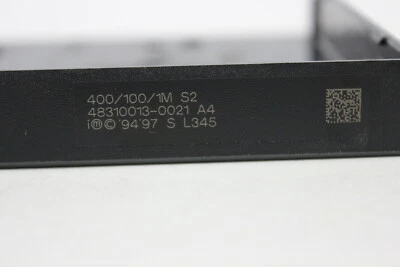 400/100/1M S2
48310013-0021 A4
i ⓜ © '94'97 S L345